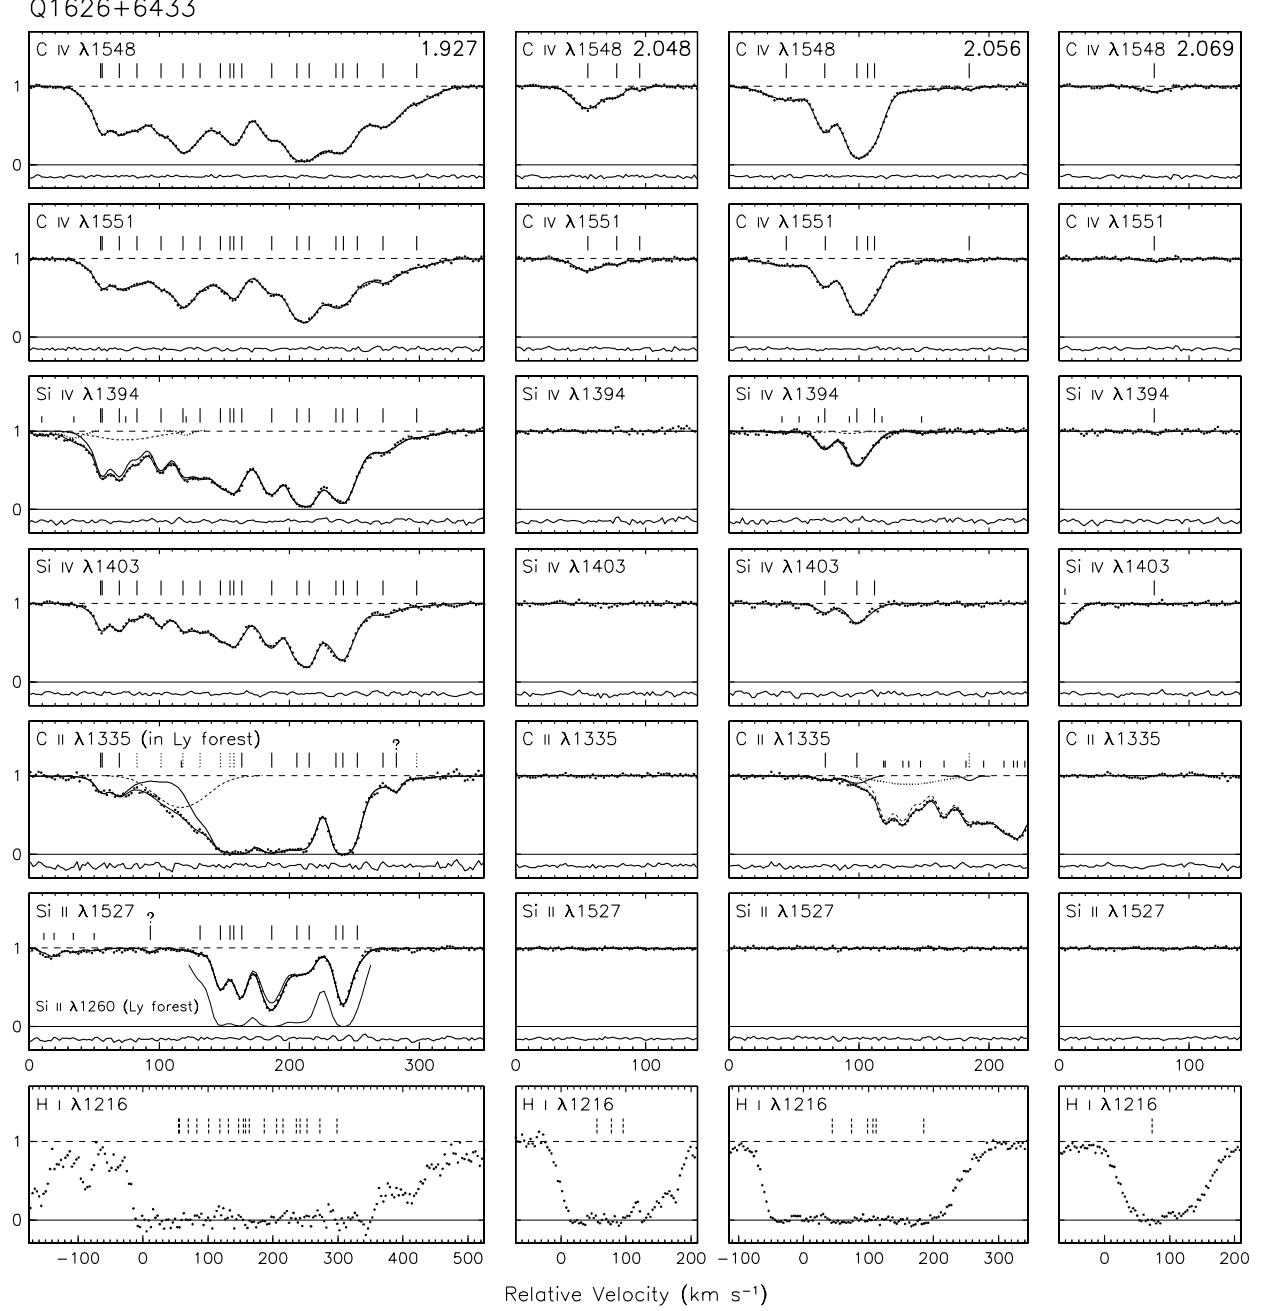 Q1626+6433
C IV λ1548 1.927
C IV λ1548 2.048
C IV λ1548 2.056
C IV λ1548 2.069
1
0
C IV λ1551
C IV λ1551
C IV λ1551
C IV λ1551
1
0
Si IV λ1394
Si IV λ1394
Si IV λ1394
Si IV λ1394
1
0
Si IV λ1403
Si IV λ1403
Si IV λ1403
Si IV λ1403
1
0
C II λ1335 (in Ly forest)
?
C II λ1335
C II λ1335
C II λ1335
1
0
Si II λ1527
?
Si II λ1527
Si II λ1527
Si II λ1527
1
Si II λ1260 (Ly forest)
0
0 100 200 300
0 100
0 100 200
0 100
H I λ1216
H I λ1216
H I λ1216
H I λ1216
1
0
−100 0 100 200 300 400 500
0 100 200
−100 0 100 200 300
0 100 200
Relative Velocity (km s⁻¹)